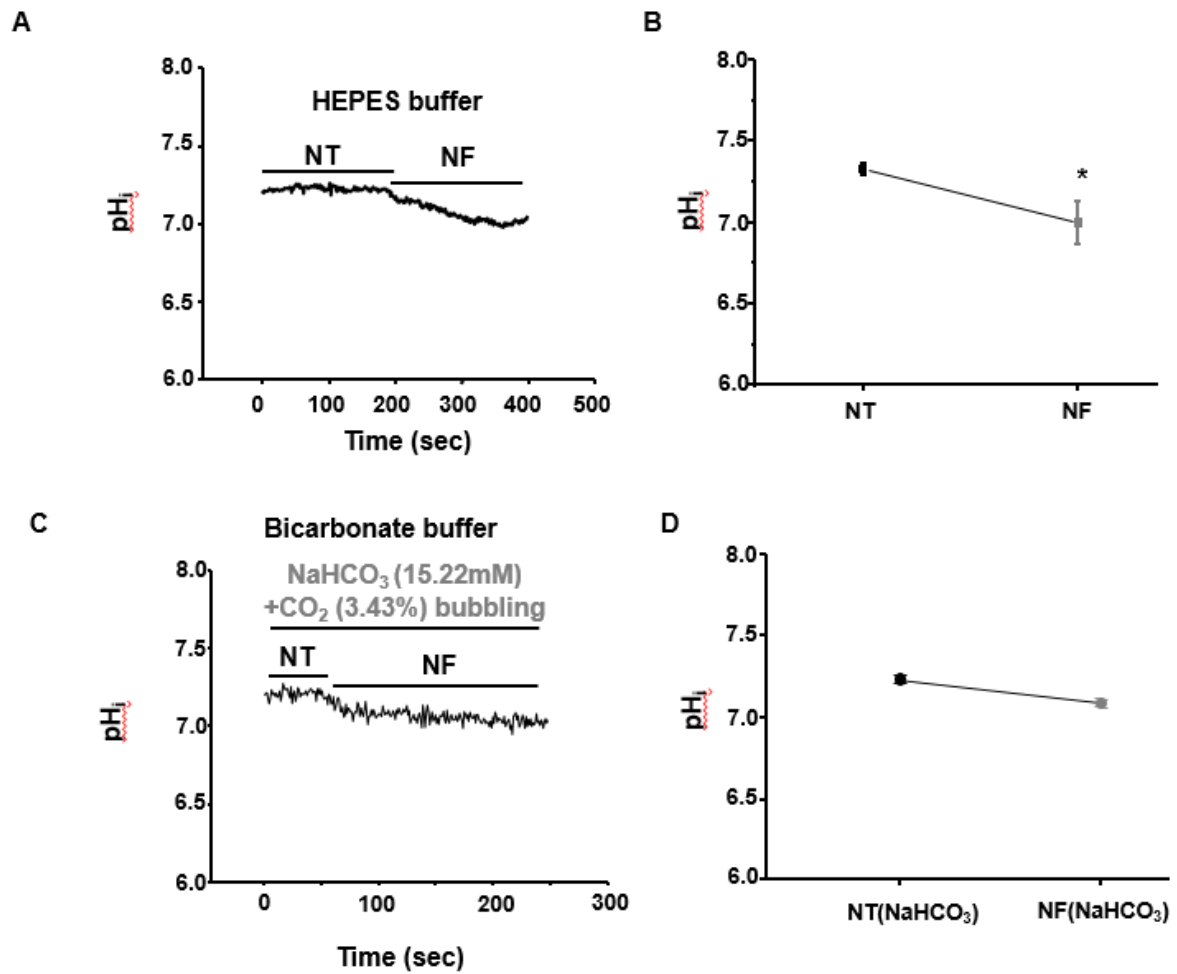 A
8.0
HEPES buffer
7.5
NT
NF
pHi
7.0
6.5
6.0
0 100 200 300 400 500
Time (sec)
B
8.0
7.5
*
pHi
7.0
6.5
6.0
NT NF
C
Bicarbonate buffer
8.0
NaHCO₃ (15.22mM)
+CO₂ (3.43%) bubbling
7.5
NT
NF
pHi
7.0
6.5
6.0
0 100 200 300
Time (sec)
D
8.0
7.5
pHi
7.0
6.5
6.0
NT(NaHCO₃) NF(NaHCO₃)